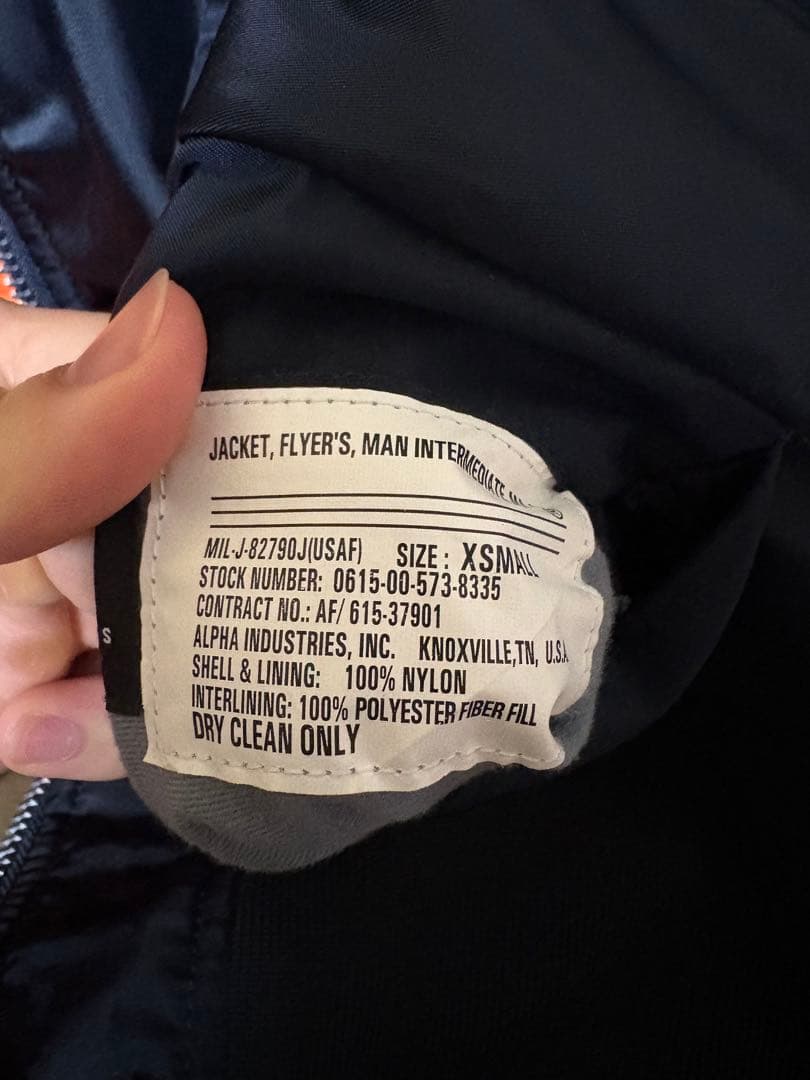 JACKET, FLYER'S, MAN INTERMEDIATE
MIL-J-82790J(USAF) SIZE: XSMALL
STOCK NUMBER: 0615-00-573-8335
CONTRACT NO.: AF/ 615-37901
ALPHA INDUSTRIES, INC. KNOXVILLE,TN, U.S.A.
SHELL & LINING: 100% NYLON
INTERLINING: 100% POLYESTER FIBER FILL
DRY CLEAN ONLY
S